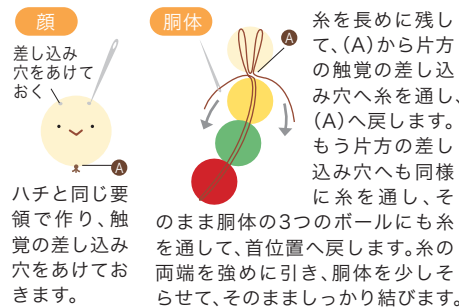 顔
差し込み
穴をあけて
おく
A
ハチと同じ要
領で作り、触
覚の差し込み
穴をあけてお
きます。
胴体
A
糸を長めに残し
て、(A)から片方
の触覚の差し込
み穴へ糸を通し、
(A)へ戻します。
もう片方の差し
込み穴へも同様
に糸を通し、そ
のまま胴体の3つのボールにも糸
を通して、首位置へ戻します。糸の
両端を強めに引き、胴体を少しそ
らせて、そのまましっかり結びます。